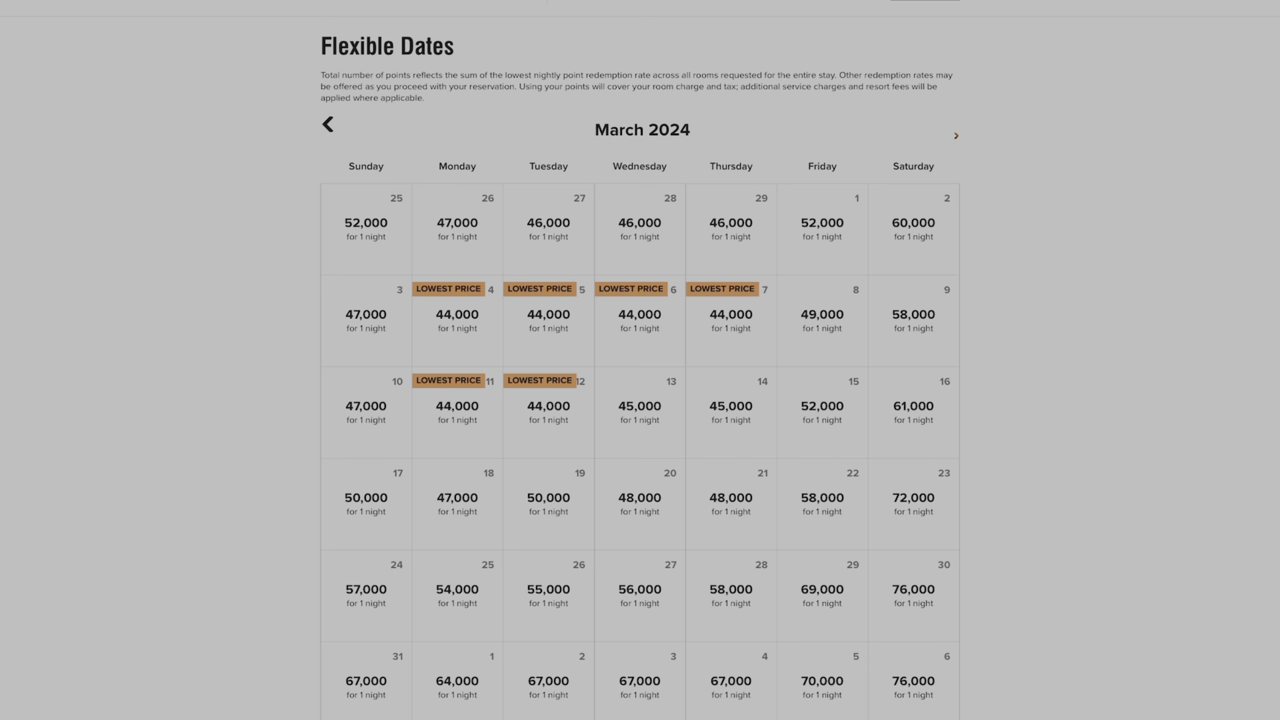 Flexible Dates
Total number of points reflects the sum of the lowest nightly point redemption rate across all rooms requested for the entire stay. Other redemption rates may
be offered as you proceed with your reservation. Using your points will cover your room charge and tax; additional service charges and resort fees will be
applied where applicable.
March 2024
Sunday Monday Tuesday Wednesday Thursday Friday Saturday
25 26 27 28 29 1 2
52,000 47,000 46,000 46,000 46,000 52,000 60,000
for 1 night for 1 night for 1 night for 1 night for 1 night for 1 night for 1 night
3 LOWEST PRICE 4 LOWEST PRICE 5 LOWEST PRICE 6 LOWEST PRICE 7 8 9
47,000 44,000 44,000 44,000 44,000 49,000 58,000
for 1 night for 1 night for 1 night for 1 night for 1 night for 1 night for 1 night
10 LOWEST PRICE 11 LOWEST PRICE 12 13 14 15 16
47,000 44,000 44,000 45,000 45,000 52,000 61,000
for 1 night for 1 night for 1 night for 1 night for 1 night for 1 night for 1 night
17 18 19 20 21 22 23
50,000 47,000 50,000 48,000 48,000 58,000 72,000
for 1 night for 1 night for 1 night for 1 night for 1 night for 1 night for 1 night
24 25 26 27 28 29 30
57,000 54,000 55,000 56,000 58,000 69,000 76,000
for 1 night for 1 night for 1 night for 1 night for 1 night for 1 night for 1 night
31 1 2 3 4 5 6
67,000 64,000 67,000 67,000 67,000 70,000 76,000
for 1 night for 1 night for 1 night for 1 night for 1 night for 1 night for 1 night